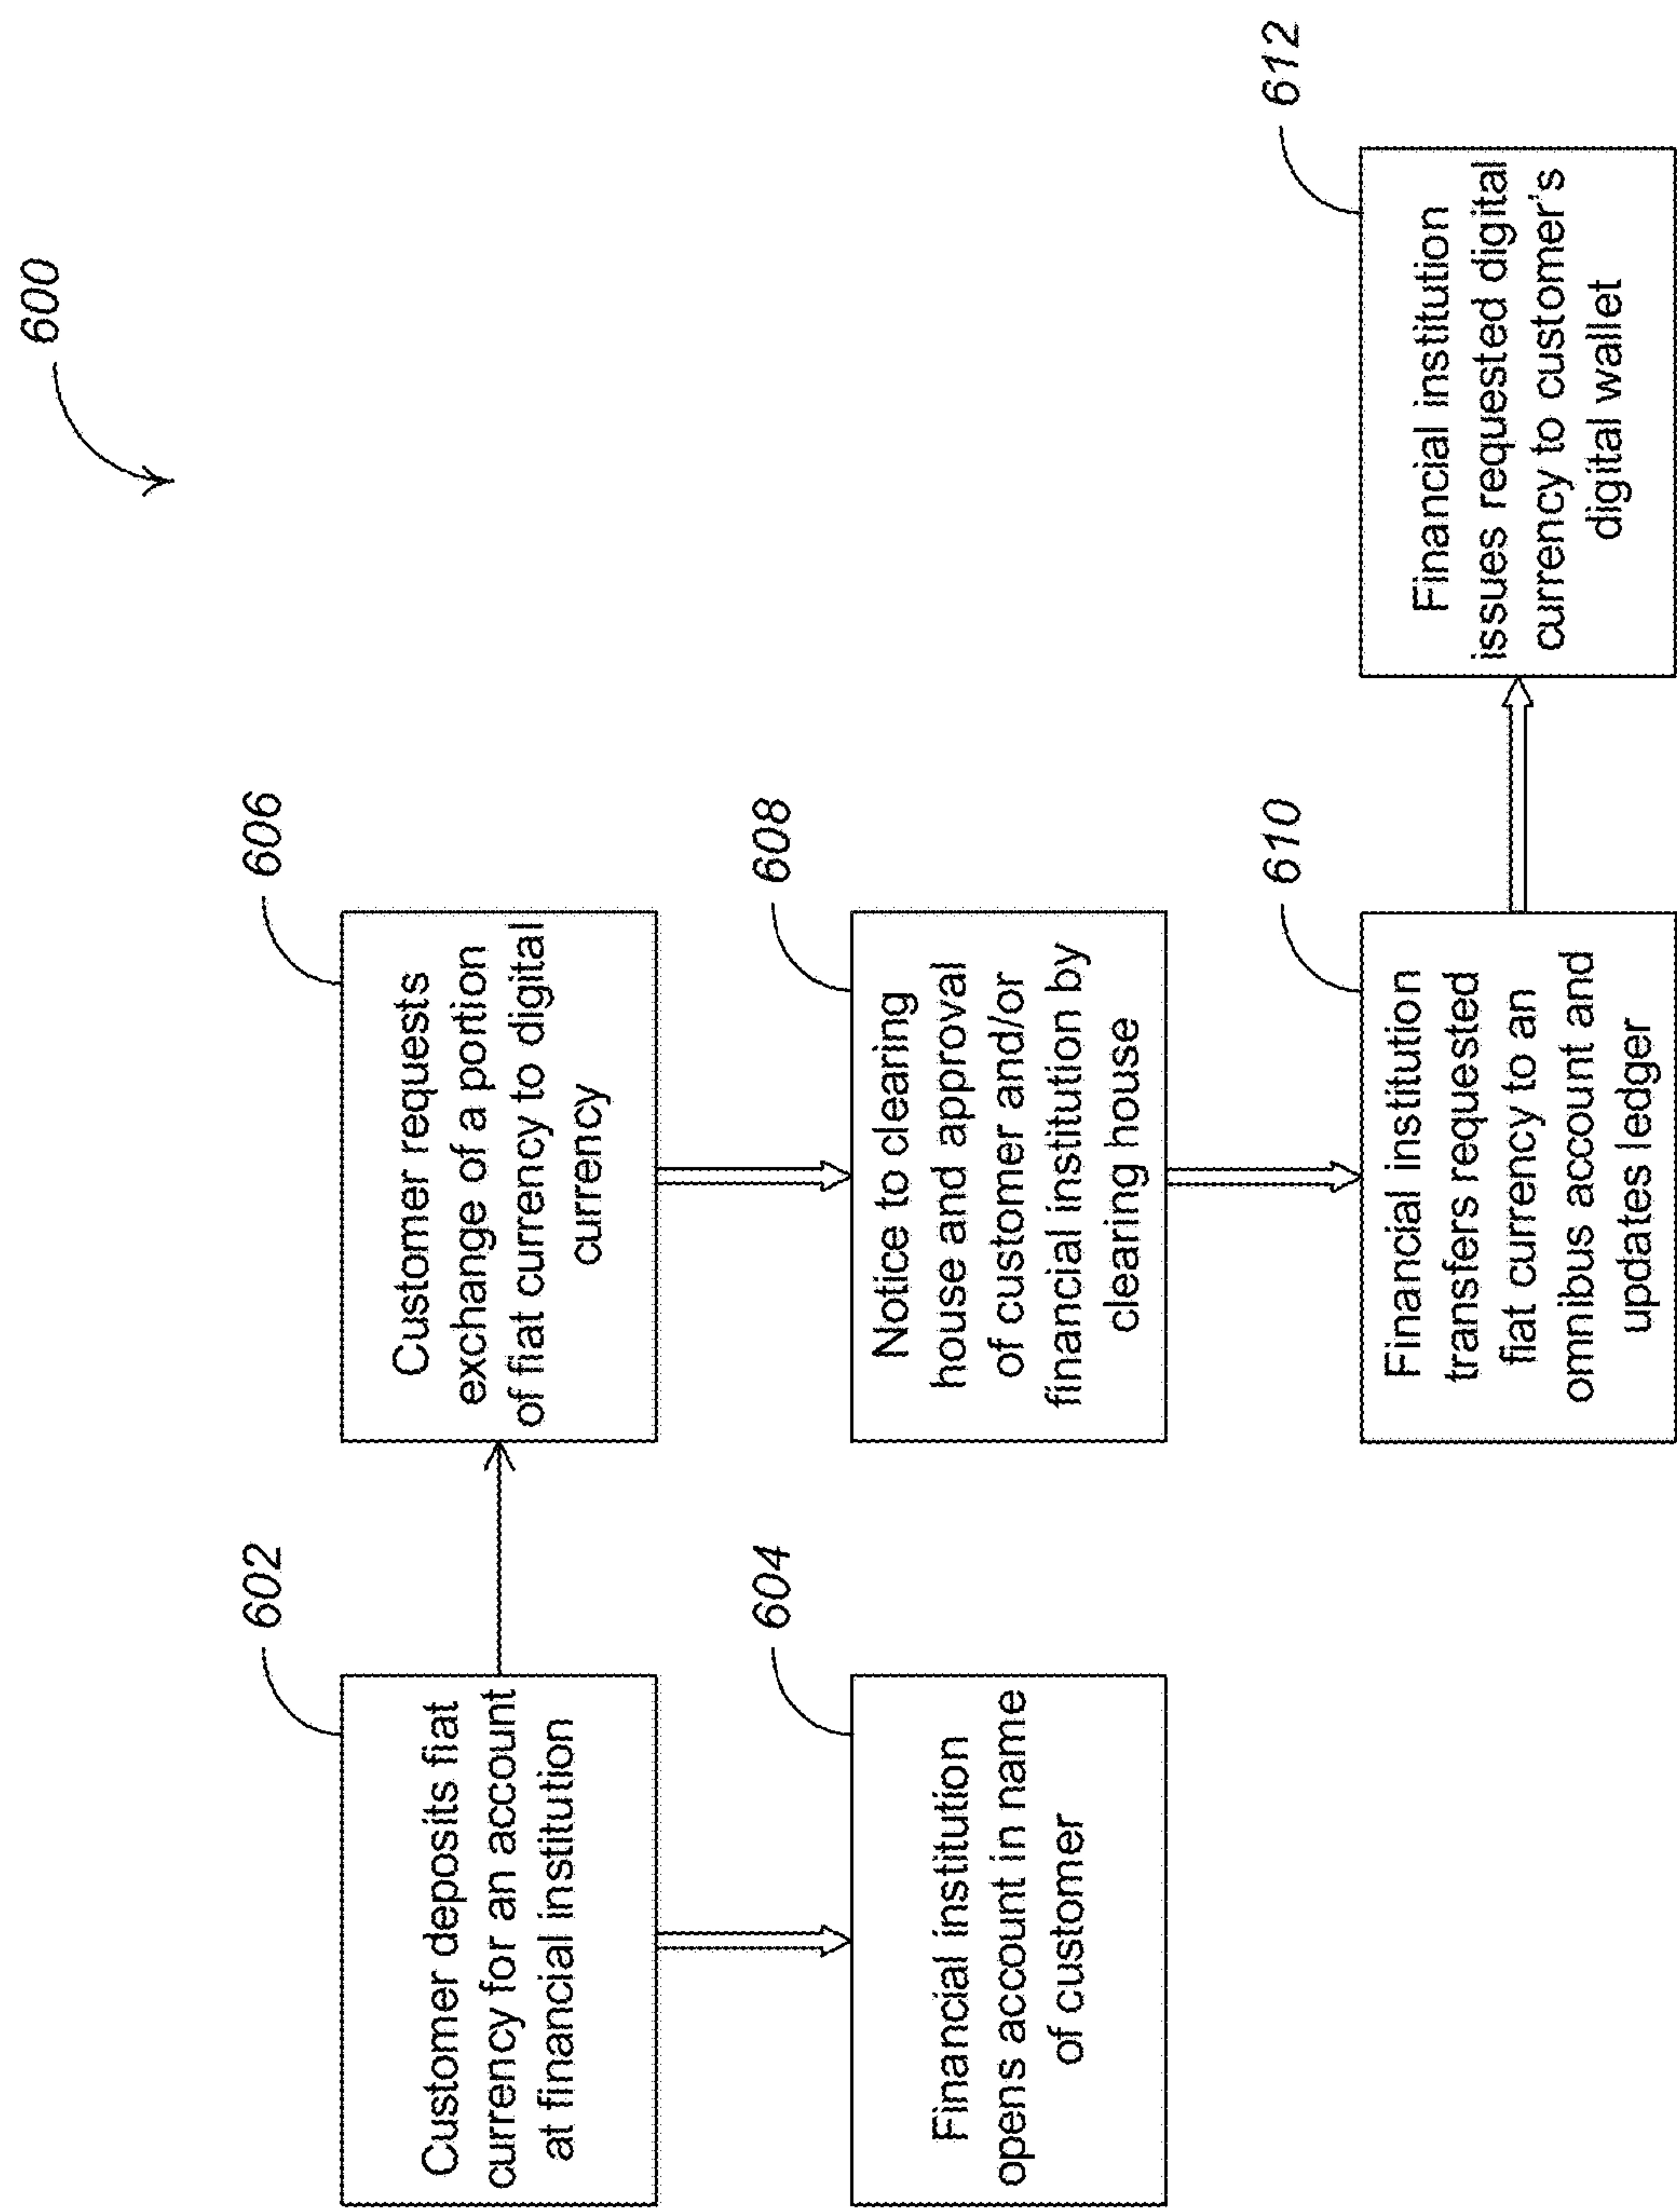 600
602
Customer deposits fiat
currency for an account
at financial institution
604
Financial institution
opens account in name
of customer
606
Customer requests
exchange of a portion
of fiat currency to digital
currency
608
Notice to clearing
house and approval
of customer and/or
financial institution by
clearing house
610
Financial institution
transfers requested
fiat currency to an
omnibus account and
updates ledger
612
Financial institution
issues requested digital
currency to customer's
digital wallet